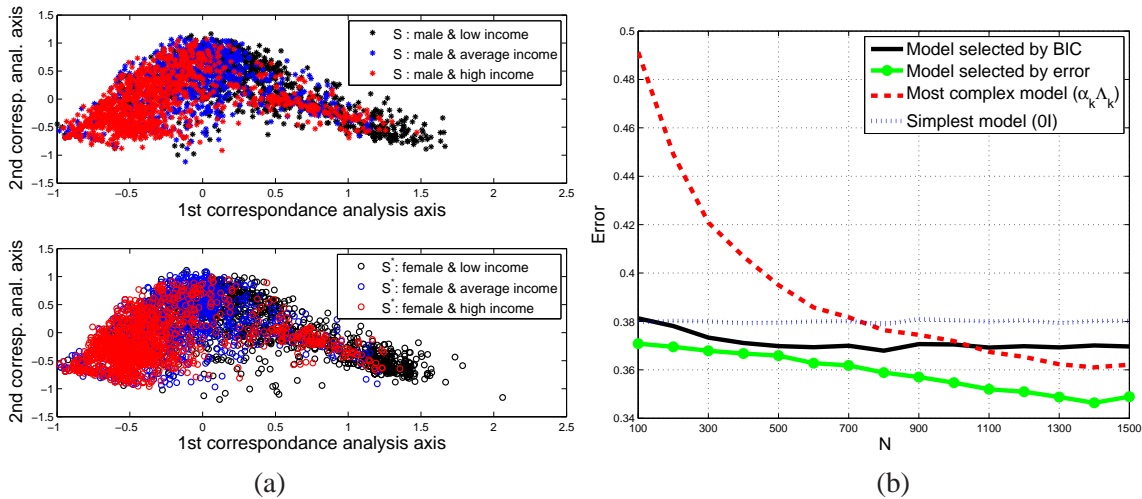 1.5
1
0.5
0
−0.5
−1
−1.5
−1
−0.5
0
0.5
1
1.5
2
2.5
2nd corresp. anal. axis
1st correspondance analysis axis
S : male & low income
S : male & average income
S : male & high income
1.5
1
0.5
0
−0.5
−1
−1.5
−1
−0.5
0
0.5
1
1.5
2
2.5
2nd corresp. anal. axis
1st correspondance analysis axis
S*: female & low income
S*: female & average income
S*: female & high income
(a)
0.5
0.48
0.46
0.44
0.42
0.4
0.38
0.36
0.34
100
300
500
700
900
1100
1300
1500
Error
N
Model selected by BIC
Model selected by error
Most complex model (αkΛk)
Simplest model (0I)
(b)